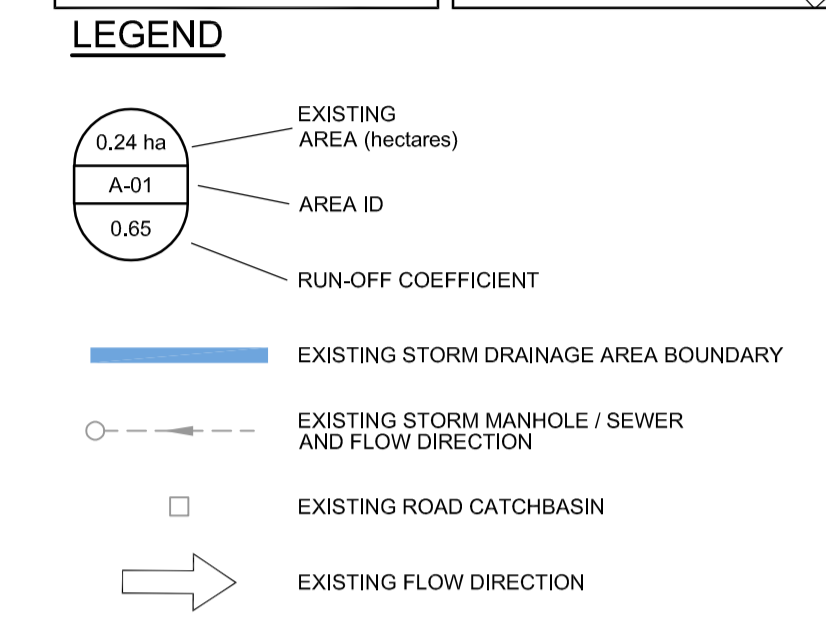 LEGEND
0.24 ha
A-01
0.65
EXISTING
AREA (hectares)
AREA ID
RUN-OFF COEFFICIENT
EXISTING STORM DRAINAGE AREA BOUNDARY
EXISTING STORM MANHOLE / SEWER
AND FLOW DIRECTION
EXISTING ROAD CATCHBASIN
EXISTING FLOW DIRECTION